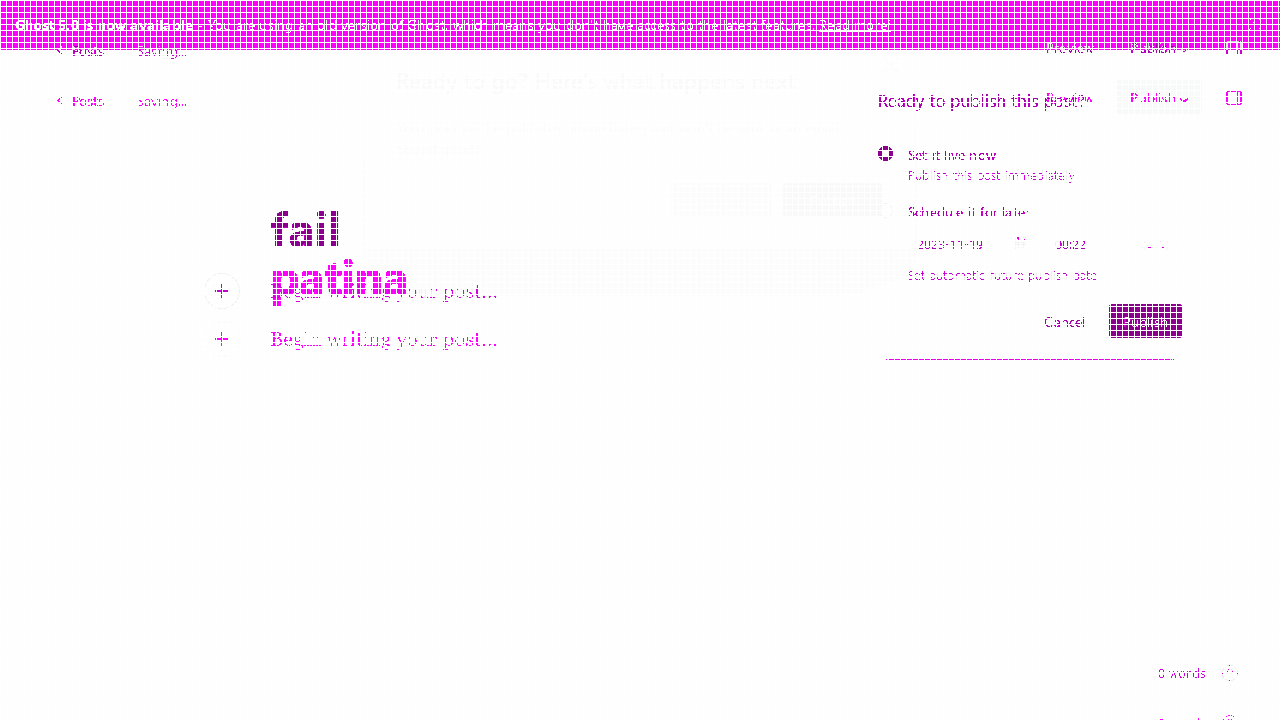 Ghost 5.0 is now available - You are using an old version of Ghost, which means you don't have access to the latest features. Read more!
Posts Saving... Preview Publish
Ready to go? Here's what happens next
Posts Saving... Ready to publish this post? Preview Publish
Set it live now
Publish this post immediately
Schedule it for later
fail
2023-11-19 00:22
Set automatic future publish date
patina
Begin writing your post...
Cancel Publish
Begin writing your post...
0 words